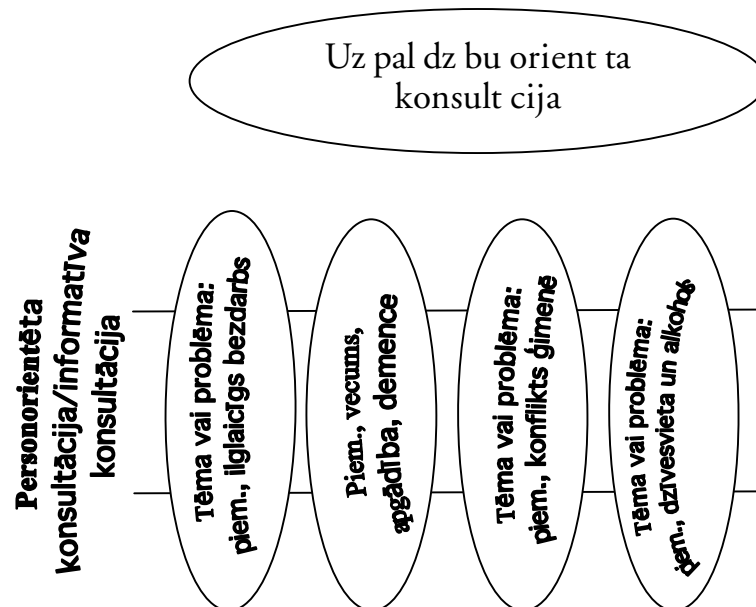 Uz pal dz bu orient ta
konsult cija
Personorientēta
konsultācija/informatīva
konsultācija
Tēma vai problēma:
piem., ilglaicīgs bezdarbs
Piem., vecums,
apgādība, demence
Tēma vai problēma:
piem., konflikts ģimenē
Tēma vai problēma:
piem., dzīvesvieta un alkohols